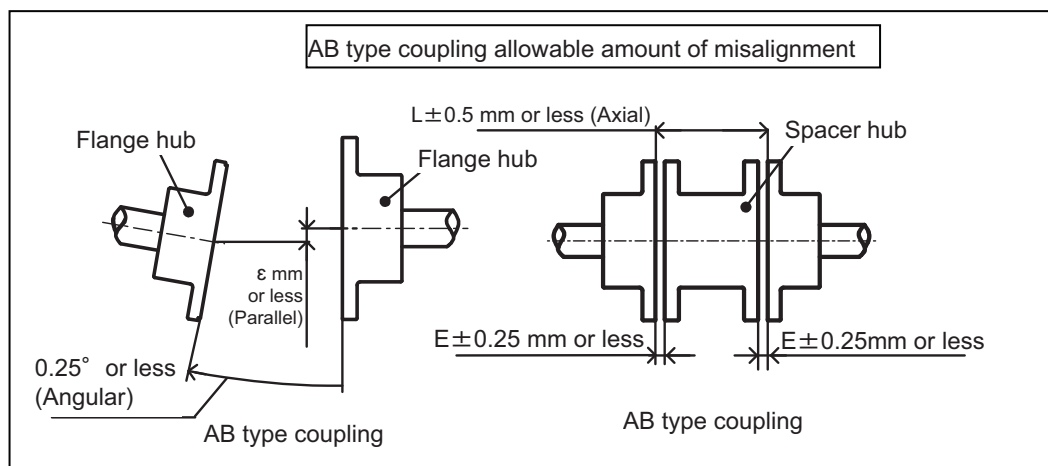 AB type coupling allowable amount of misalignment
L±0.5 mm or less (Axial)
Flange hub
Flange hub
Spacer hub
ε mm
or less
(Parallel)
E±0.25 mm or less
E±0.25mm or less
0.25° or less
(Angular)
AB type coupling
AB type coupling